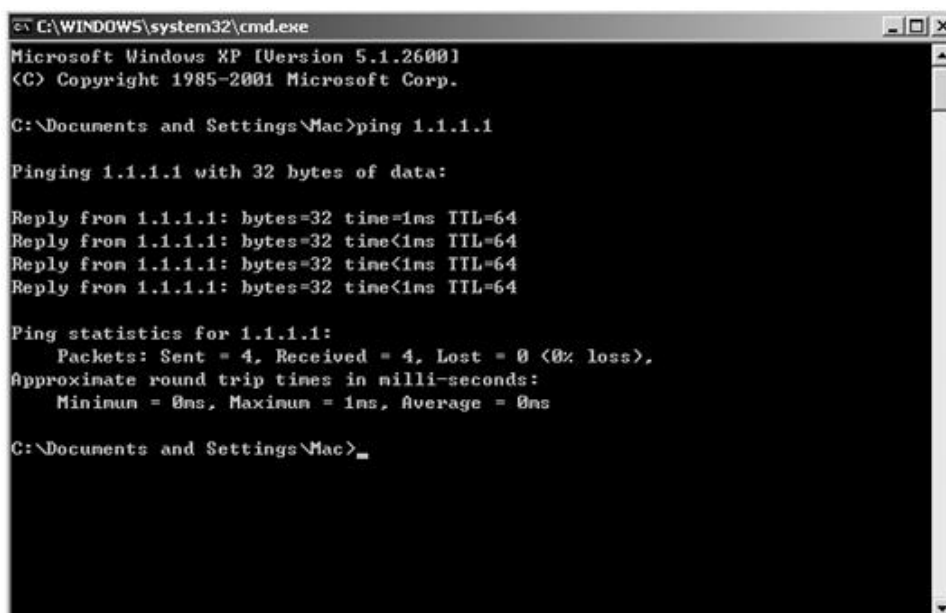 C:\WINDOWS\system32\cmd.exe
Microsoft Windows XP [Version 5.1.2600]
(C) Copyright 1985-2001 Microsoft Corp.
C:\Documents and Settings\Mac>ping 1.1.1.1
Pinging 1.1.1.1 with 32 bytes of data:
Reply from 1.1.1.1: bytes=32 time=1ms TTL=64
Reply from 1.1.1.1: bytes=32 time<1ms TTL=64
Reply from 1.1.1.1: bytes=32 time<1ms TTL=64
Reply from 1.1.1.1: bytes=32 time<1ms TTL=64
Ping statistics for 1.1.1.1:
Packets: Sent = 4, Received = 4, Lost = 0 (0% loss),
Approximate round trip times in milli-seconds:
Minimum = 0ms, Maximum = 1ms, Average = 0ms
C:\Documents and Settings\Mac>_